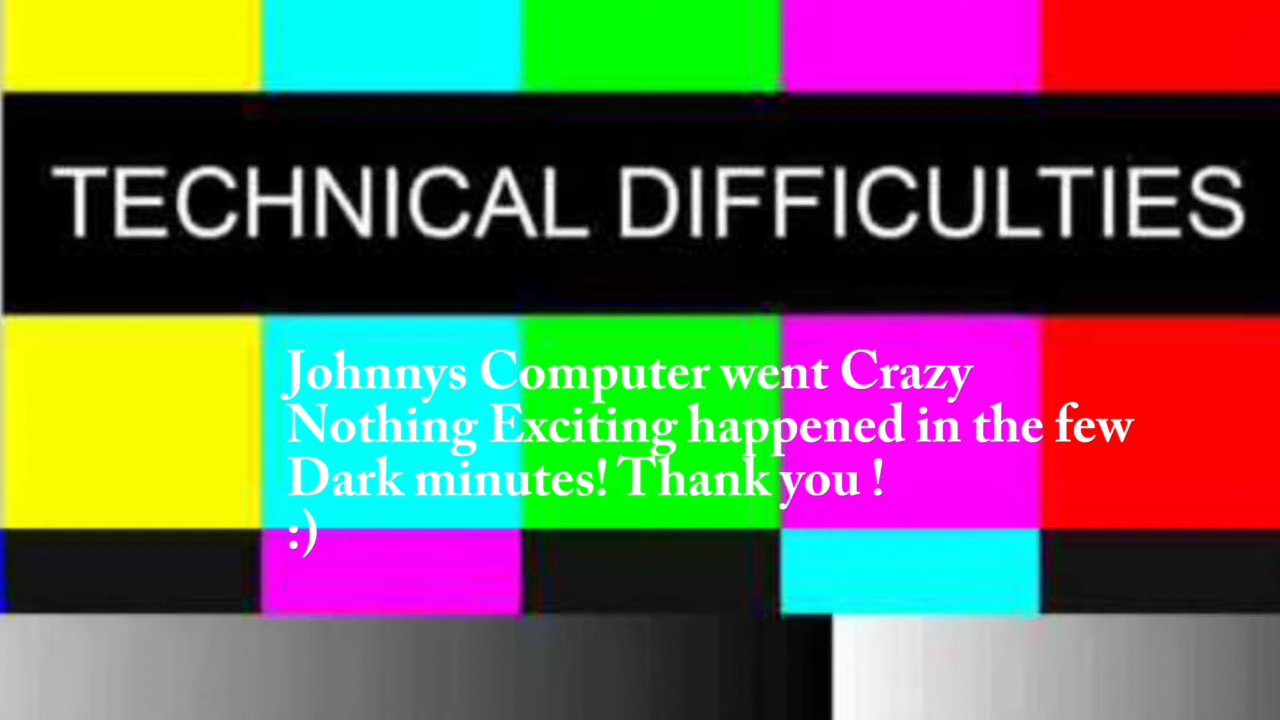 TECHNICAL DIFFICULTIES
Johnnys Computer went Crazy
Nothing Exciting happened in the few
Dark minutes! Thank you !
:)